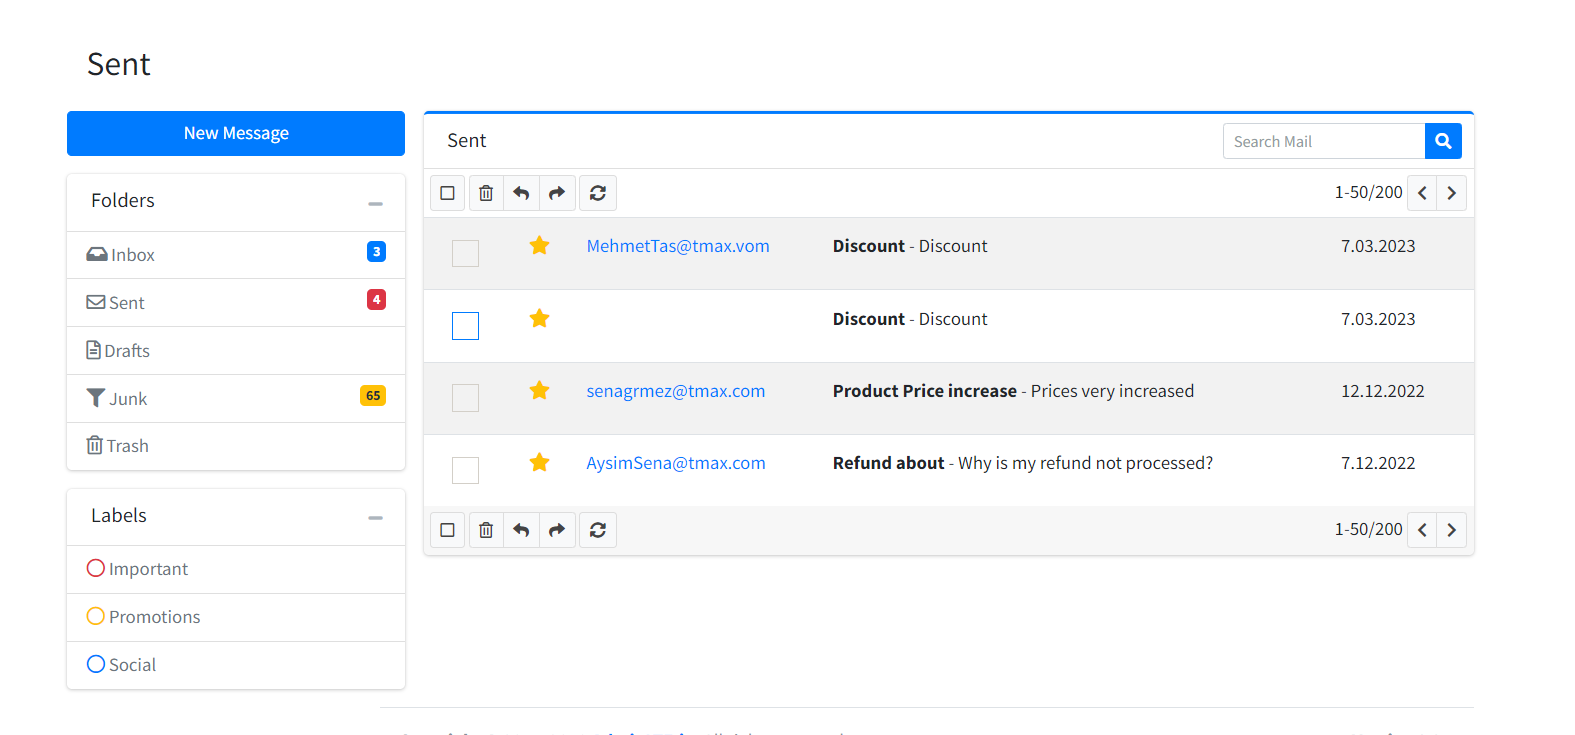 Sent
New Message
Folders
Inbox 3
Sent 4
Drafts
Junk 65
Trash
Labels
Important
Promotions
Social
Sent
Search Mail
1-50/200
MehmetTas@tmax.vom Discount - Discount 7.03.2023
Discount - Discount 7.03.2023
senagrmez@tmax.com Product Price increase - Prices very increased 12.12.2022
AysimSena@tmax.com Refund about - Why is my refund not processed? 7.12.2022
1-50/200